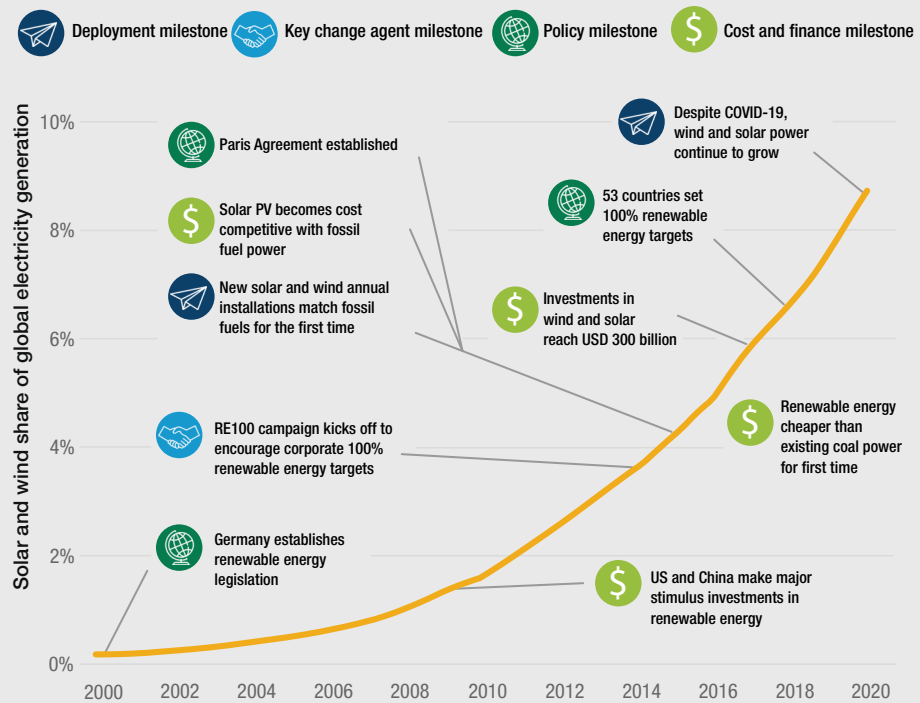 Deployment milestone
Key change agent milestone
Policy milestone
$
Cost and finance milestone
Solar and wind share of global electricity generation
10%
8%
6%
4%
2%
0%
Paris Agreement established
$
Solar PV becomes cost
competitive with fossil
fuel power
New solar and wind annual
installations match fossil
fuels for the first time
RE100 campaign kicks off to
encourage corporate 100%
renewable energy targets
Germany establishes
renewable energy
legislation
Despite COVID-19,
wind and solar power
continue to grow
53 countries set
100% renewable
energy targets
$
Investments in
wind and solar
reach USD 300 billion
$
Renewable energy
cheaper than
existing coal power
for first time
$
US and China make major
stimulus investments in
renewable energy
2000
2002
2004
2006
2008
2010
2012
2014
2016
2018
2020